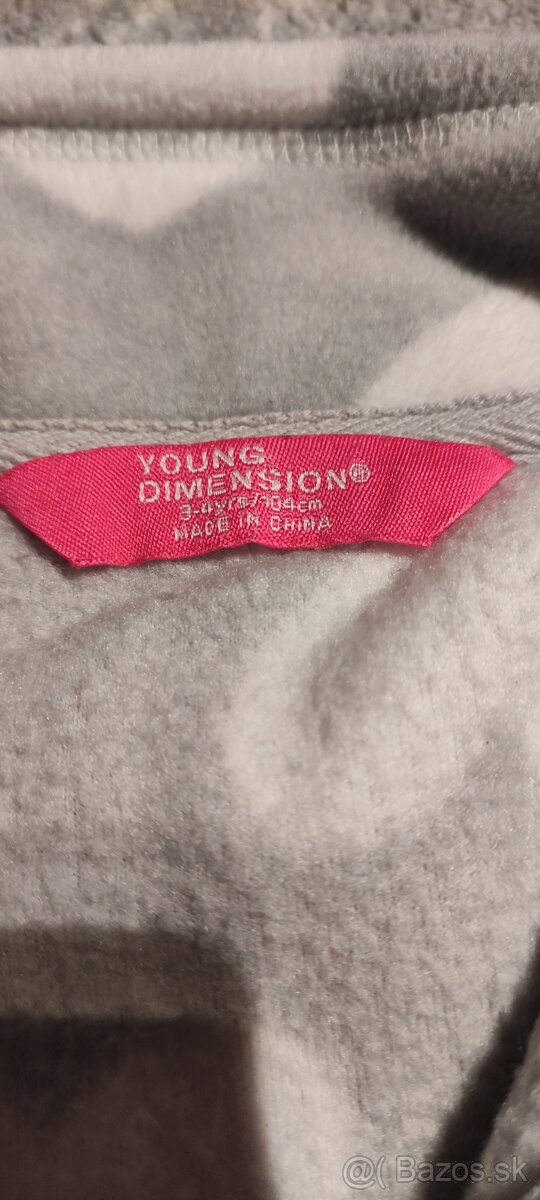 YOUNG
DIMENSION®
3-4yrs/104cm
MADE IN CHINA
@( Bazos.sk